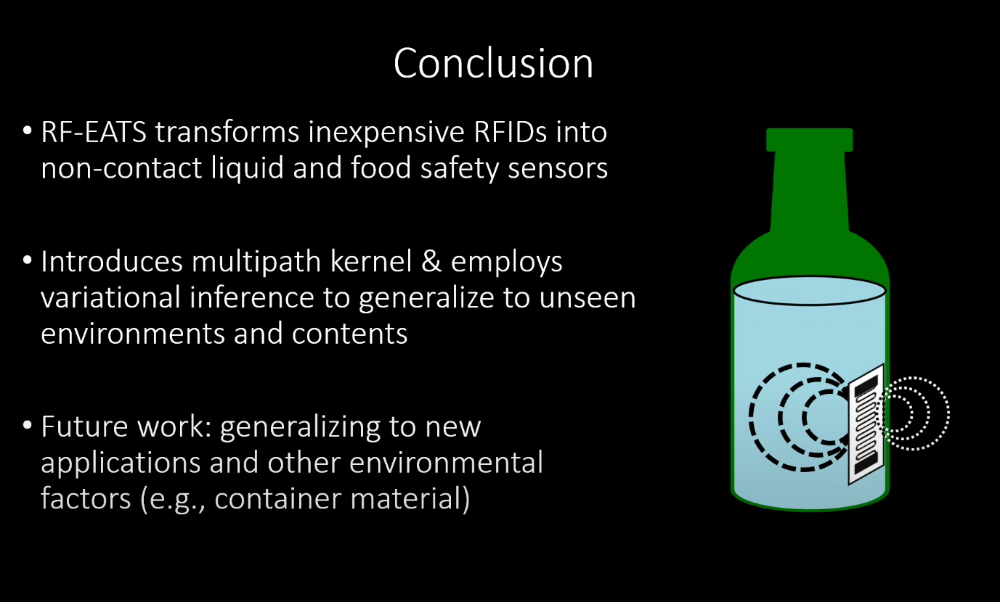 Conclusion
• RF-EATS transforms inexpensive RFIDs into
non-contact liquid and food safety sensors
• Introduces multipath kernel & employs
variational inference to generalize to unseen
environments and contents
• Future work: generalizing to new
applications and other environmental
factors (e.g., container material)